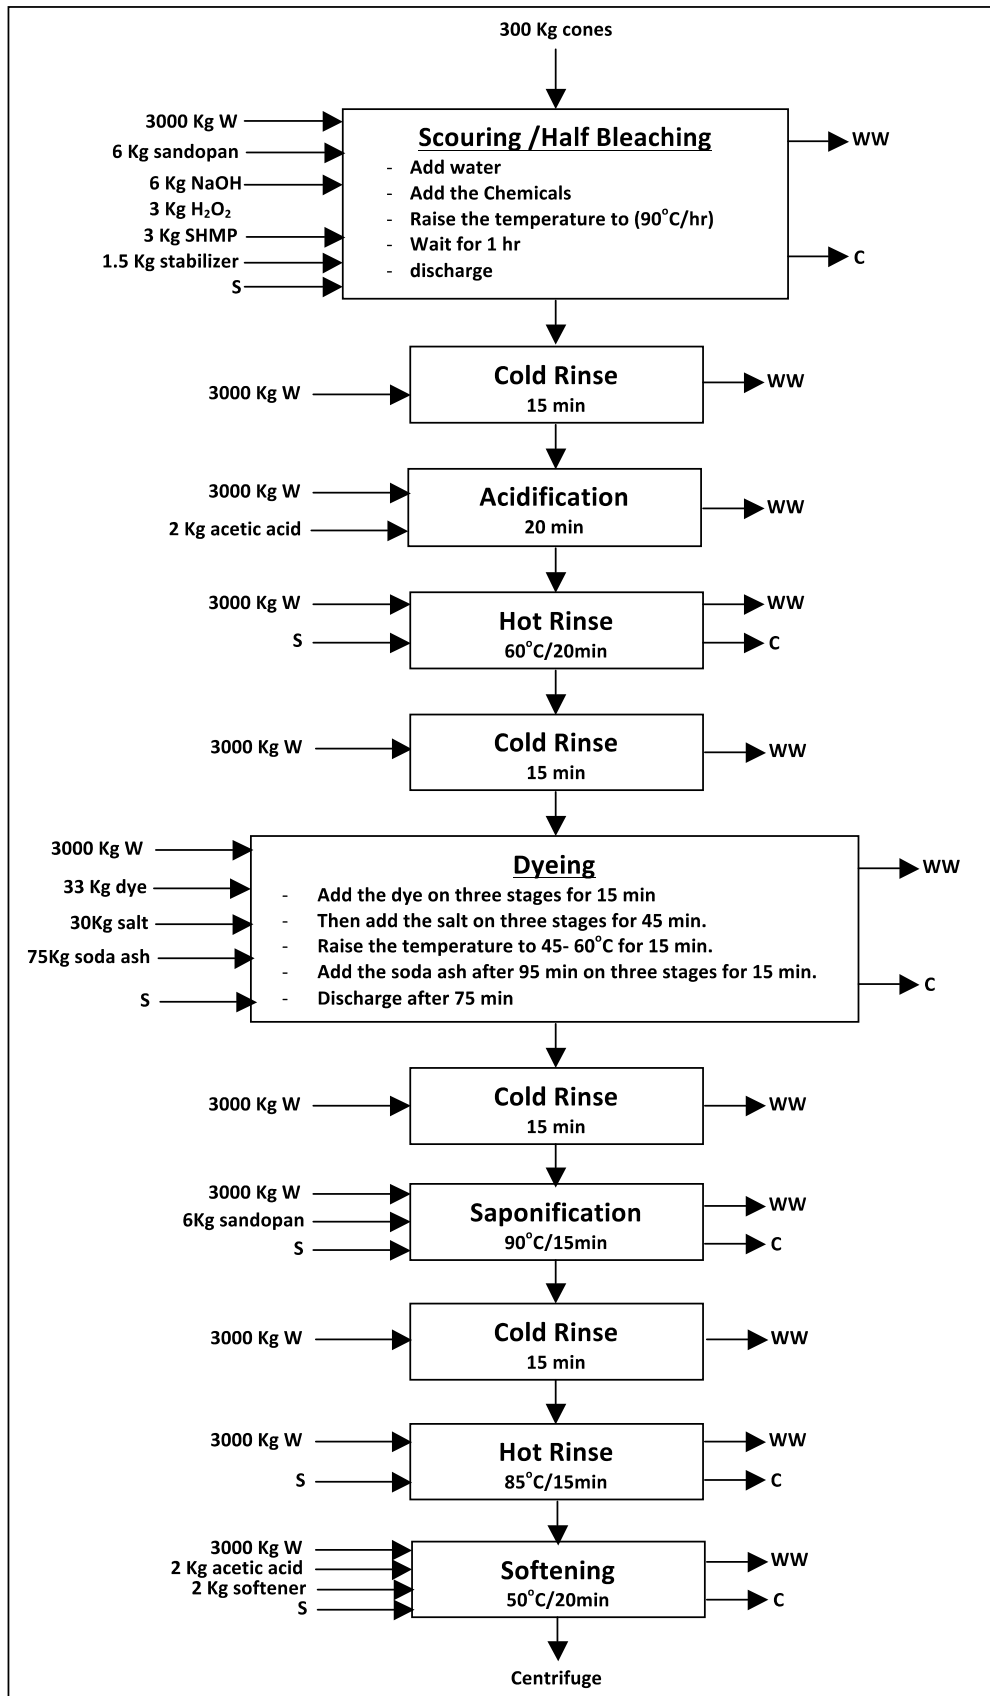 300 Kg cones
3000 Kg W
6 Kg sandopan
6 Kg NaOH
3 Kg H₂O₂
3 Kg SHMP
1.5 Kg stabilizer
S
Scouring /Half Bleaching
- Add water
- Add the Chemicals
- Raise the temperature to (90°C/hr)
- Wait for 1 hr
- discharge
WW
C
3000 Kg W
Cold Rinse
15 min
WW
3000 Kg W
2 Kg acetic acid
Acidification
20 min
WW
3000 Kg W
S
Hot Rinse
60°C/20min
WW
C
3000 Kg W
Cold Rinse
15 min
WW
3000 Kg W
33 Kg dye
30Kg salt
75Kg soda ash
S
Dyeing
- Add the dye on three stages for 15 min
- Then add the salt on three stages for 45 min.
- Raise the temperature to 45- 60°C for 15 min.
- Add the soda ash after 95 min on three stages for 15 min.
- Discharge after 75 min
WW
C
3000 Kg W
Cold Rinse
15 min
WW
3000 Kg W
6Kg sandopan
S
Saponification
90°C/15min
WW
C
3000 Kg W
Cold Rinse
15 min
WW
3000 Kg W
S
Hot Rinse
85°C/15min
WW
C
3000 Kg W
2 Kg acetic acid
2 Kg softener
S
Softening
50°C/20min
WW
C
Centrifuge